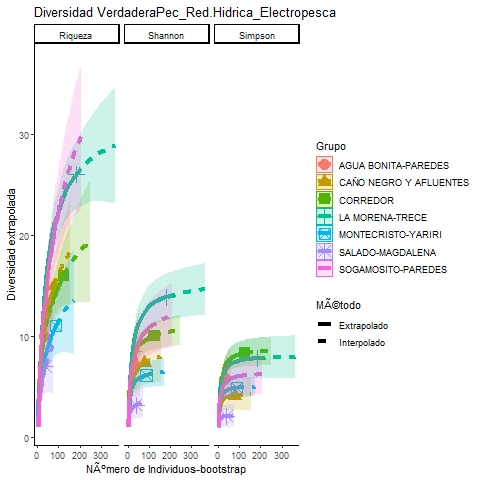 Diversidad VerdaderaPec_Red.Hidrica_Electropesca
Riqueza Shannon Simpson
Diversidad extrapolada
30
20
10
0
0 100 200 300 0 100 200 300 0 100 200 300
NÃºmero de Individuos-bootstrap
Grupo
AGUA BONITA-PAREDES
CAÑO NEGRO Y AFLUENTES
CORREDOR
LA MORENA-TRECE
MONTECRISTO-YARIRI
SALADO-MAGDALENA
SOGAMOSITO-PAREDES
MÃ©todo
Extrapolado
Interpolado